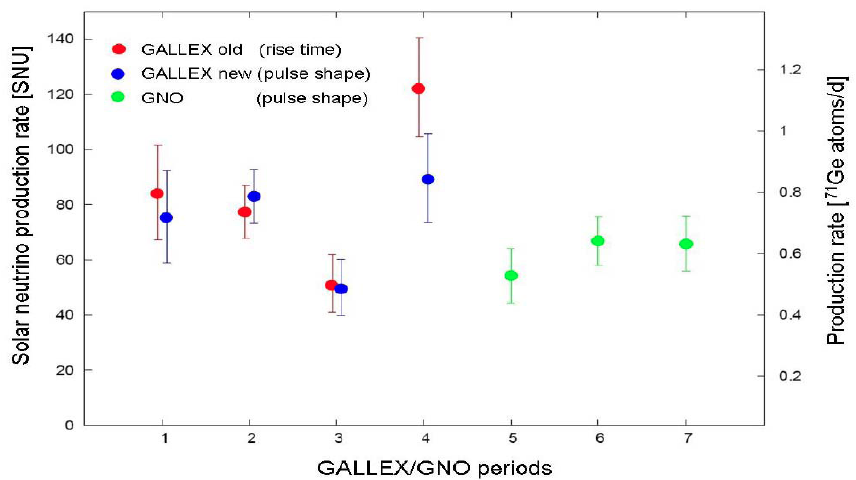 140
120
100
80
60
40
20
0
Solar neutrino production rate [SNU]
GALLEX old (rise time)
GALLEX new (pulse shape)
GNO (pulse shape)
1.2
1
0.8
0.6
0.4
0.2
Production rate [⁷¹Ge atoms/d]
1 2 3 4 5 6 7
GALLEX/GNO periods